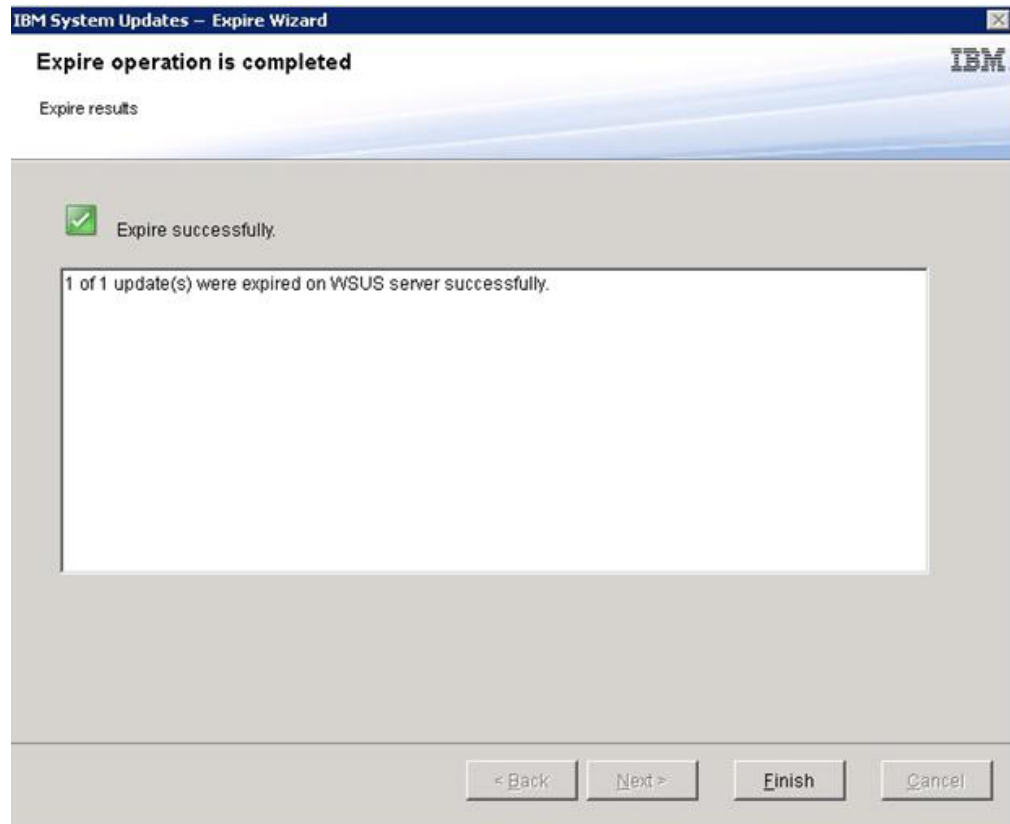 IBM System Updates – Expire Wizard
Expire operation is completed
IBM
Expire results
Expire successfully.
1 of 1 update(s) were expired on WSUS server successfully.
< Back
Next >
Finish
Cancel